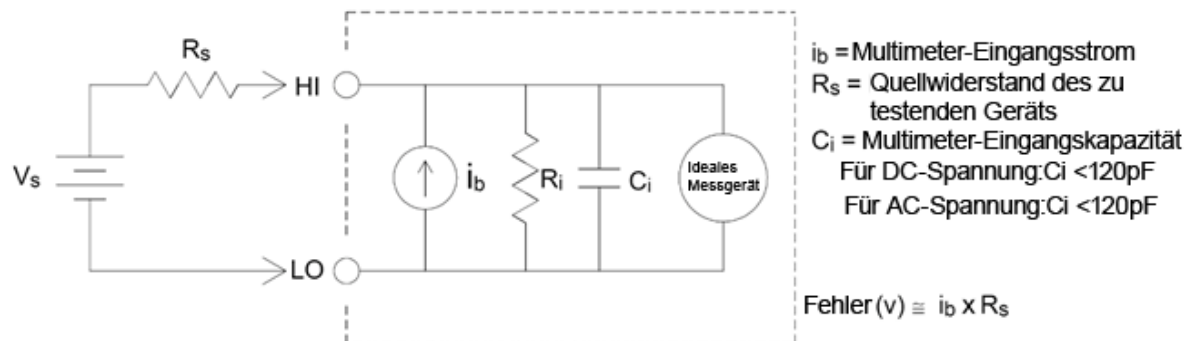 Rs
HI
Vs
ib
Ri
Ci
Ideales
Messgerät
LO
ib = Multimeter-Eingangsstrom
Rs = Quellwiderstand des zu
testenden Geräts
Ci = Multimeter-Eingangskapazität
Für DC-Spannung:Ci <120pF
Für AC-Spannung:Ci <120pF
Fehler (v) ≅ ib x Rs